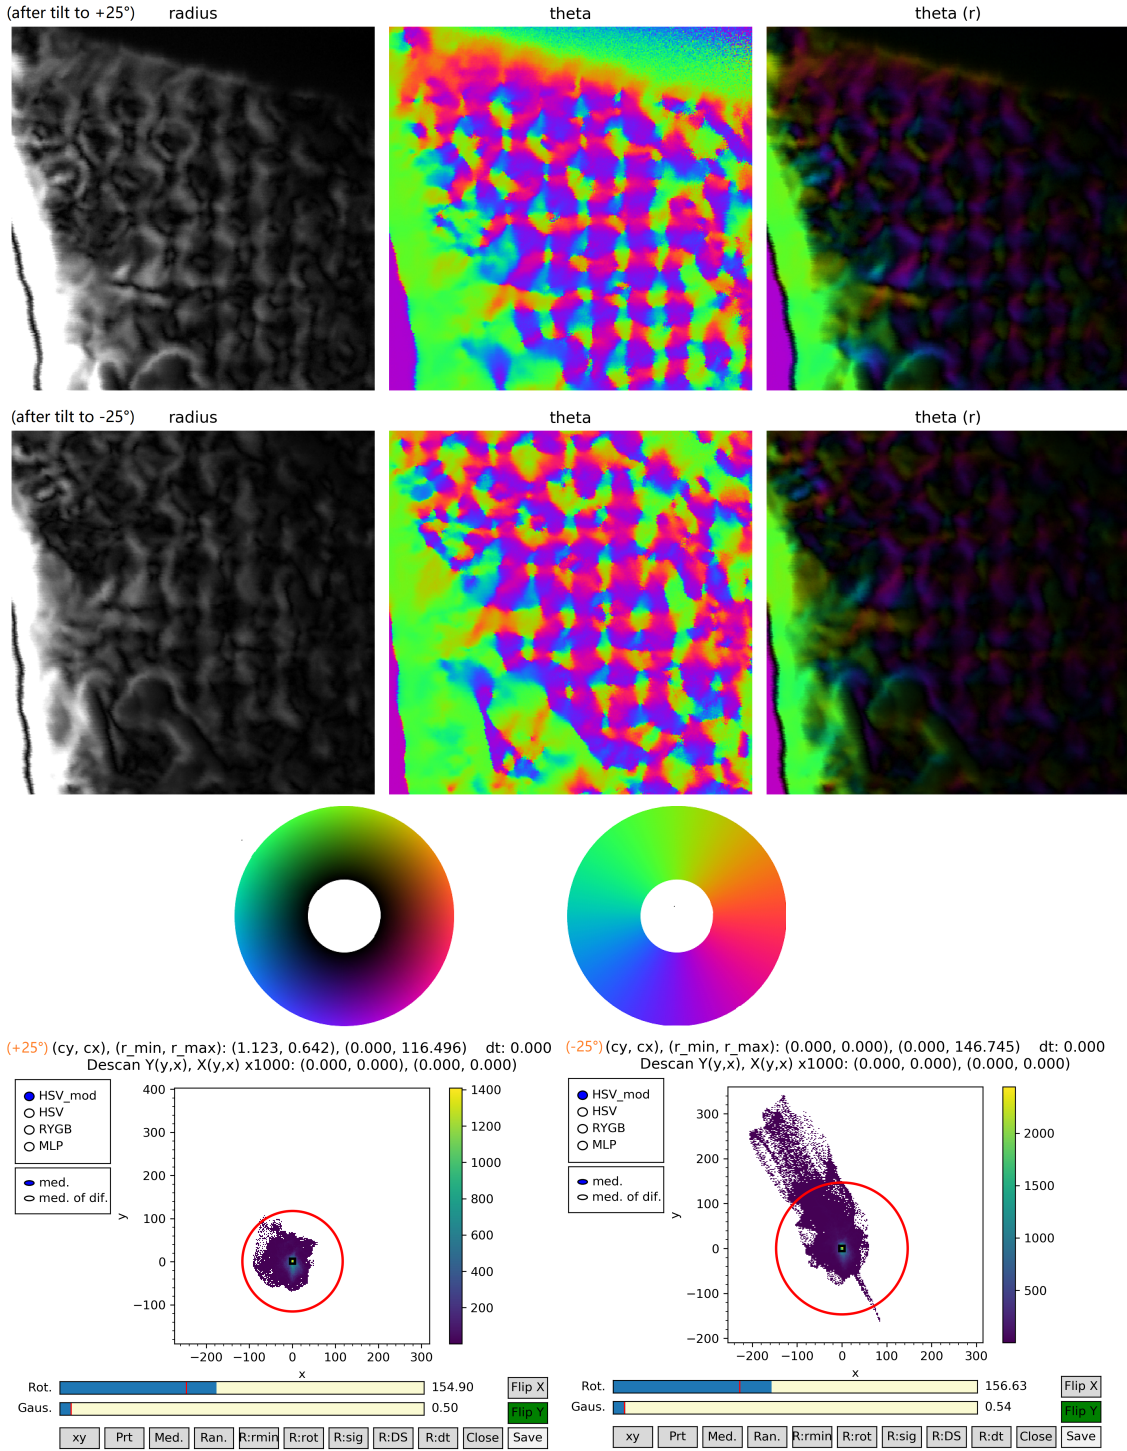 (after tilt to +25°) radius theta theta (r)
(after tilt to -25°) radius theta theta (r)
(+25°) (cy, cx), (r_min, r_max): (1.123, 0.642), (0.000, 116.496) dt: 0.000
Descan Y(y,x), X(y,x) x1000: (0.000, 0.000), (0.000, 0.000)
HSV_mod
HSV
RYGB
MLP
med.
med. of dif.
y
400
300
200
100
0
−100
−200 −100 0 100 200 300
x
1400
1200
1000
800
600
400
200
Rot. 154.90 Flip X
Gaus. 0.50 Flip Y
xy Prt Med. Ran. R:rmin R:rot R:sig R:DS R:dt Close Save
(-25°) (cy, cx), (r_min, r_max): (0.000, 0.000), (0.000, 146.745) dt: 0.000
Descan Y(y,x), X(y,x) x1000: (0.000, 0.000), (0.000, 0.000)
HSV_mod
HSV
RYGB
MLP
med.
med. of dif.
y
300
200
100
0
−100
−200
−200 −100 0 100 200 300
x
2000
1500
1000
500
Rot. 156.63 Flip X
Gaus. 0.54 Flip Y
xy Prt Med. Ran. R:rmin R:rot R:sig R:DS R:dt Close Save